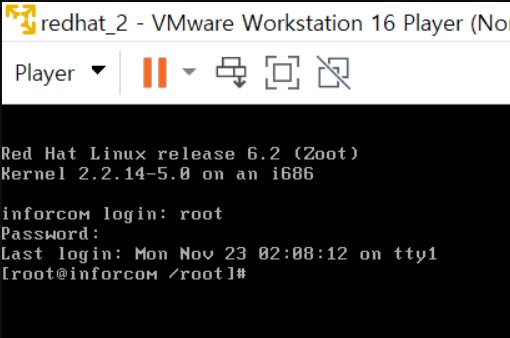 redhat_2 - VMware Workstation 16 Player (No
Player
Red Hat Linux release 6.2 (Zoot)
Kernel 2.2.14-5.0 on an i686
inforcom login: root
Password:
Last login: Mon Nov 23 02:08:12 on tty1
[root@inforcom /root]#